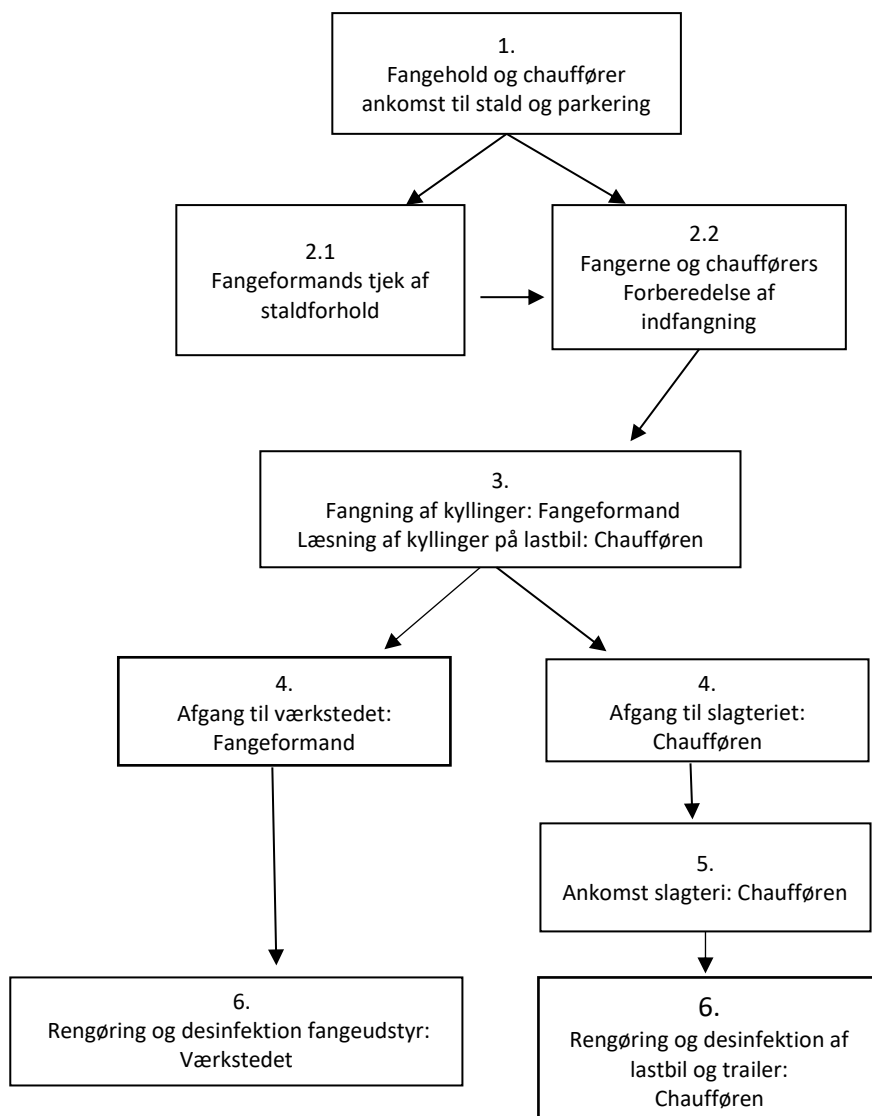 1.
Fangehold og chauffører
ankomst til stald og parkering
2.1
Fangeformands tjek af
staldforhold
2.2
Fangerne og chaufførers
Forberedelse af
indfangning
3.
Fangning af kyllinger: Fangeformand
Læsning af kyllinger på lastbil: Chaufføren
4.
Afgang til værkstedet:
Fangeformand
4.
Afgang til slagteriet:
Chaufføren
5.
Ankomst slagteri: Chaufføren
6.
Rengøring og desinfektion fangeudstyr:
Værkstedet
6.
Rengøring og desinfektion af
lastbil og trailer:
Chaufføren